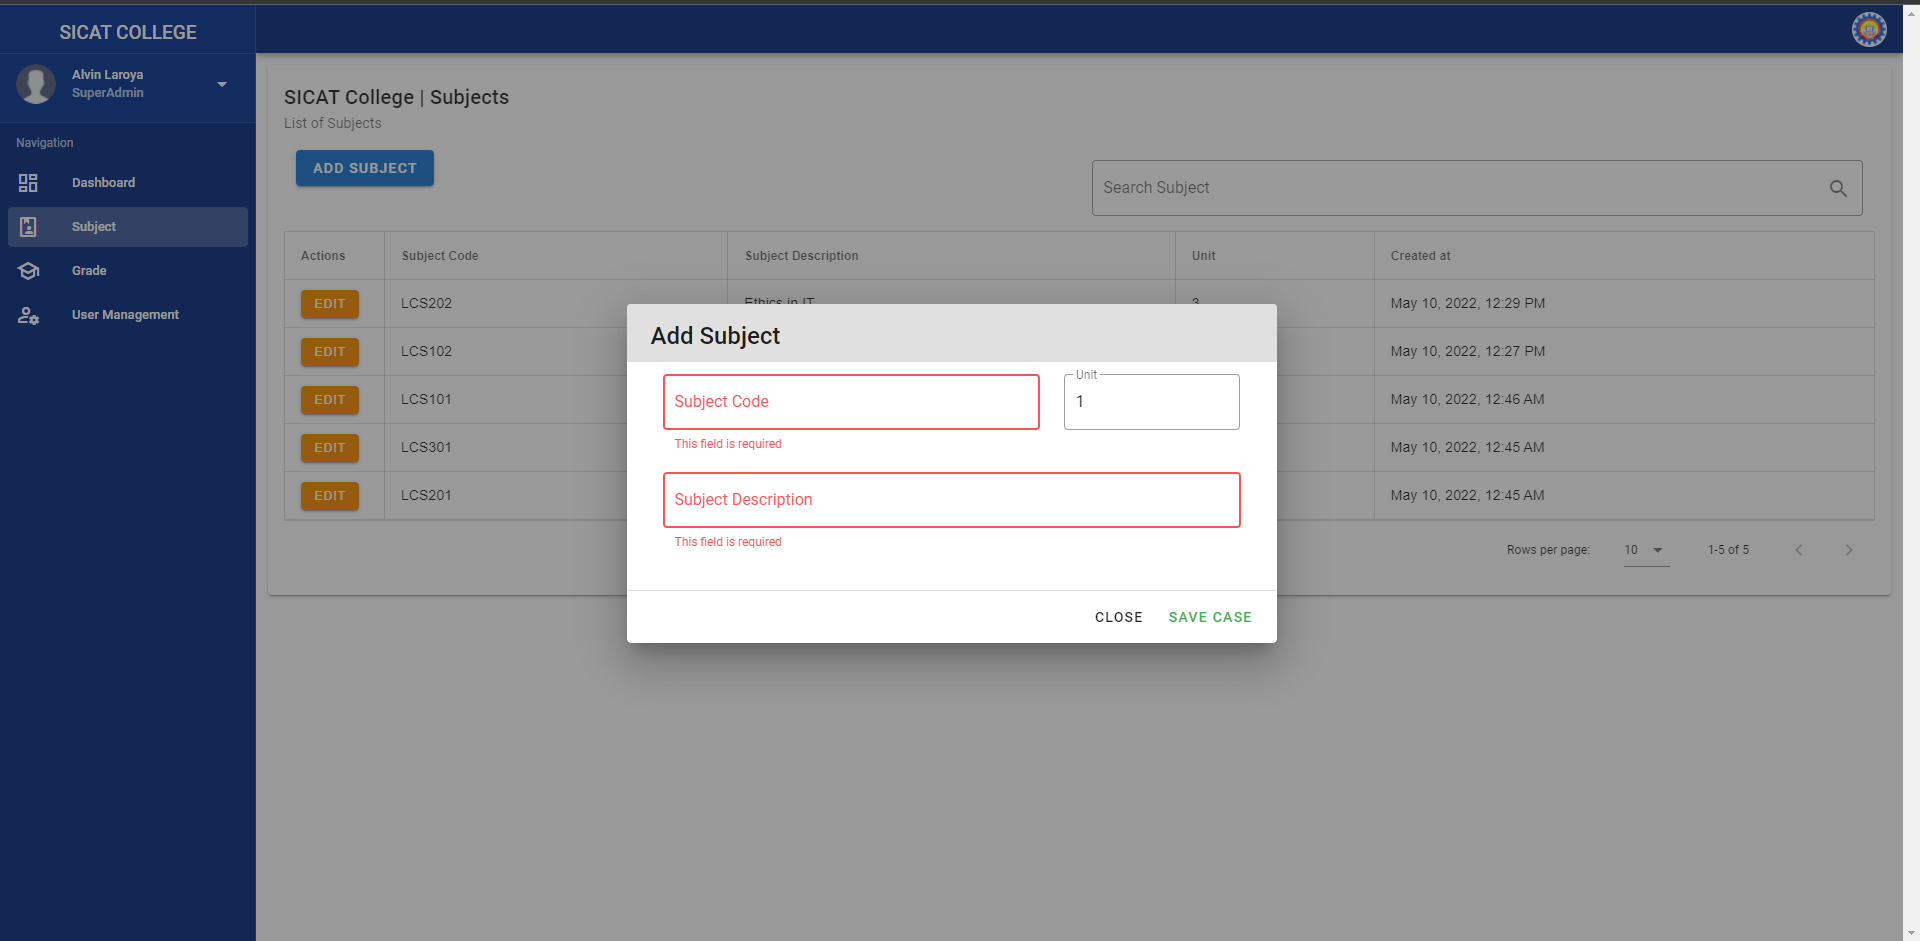 SICAT COLLEGE
Alvin Laroya
SuperAdmin
Navigation
Dashboard
Subject
Grade
User Management
SICAT College | Subjects
List of Subjects
ADD SUBJECT
Search Subject
Actions Subject Code Subject Description Unit Created at
EDIT LCS202 Ethics in IT 3 May 10, 2022, 12:29 PM
EDIT LCS102 May 10, 2022, 12:27 PM
EDIT LCS101 May 10, 2022, 12:46 AM
EDIT LCS301 May 10, 2022, 12:45 AM
EDIT LCS201 May 10, 2022, 12:45 AM
Rows per page: 10 1-5 of 5
Add Subject
Subject Code
This field is required
Unit
1
Subject Description
This field is required
CLOSE SAVE CASE